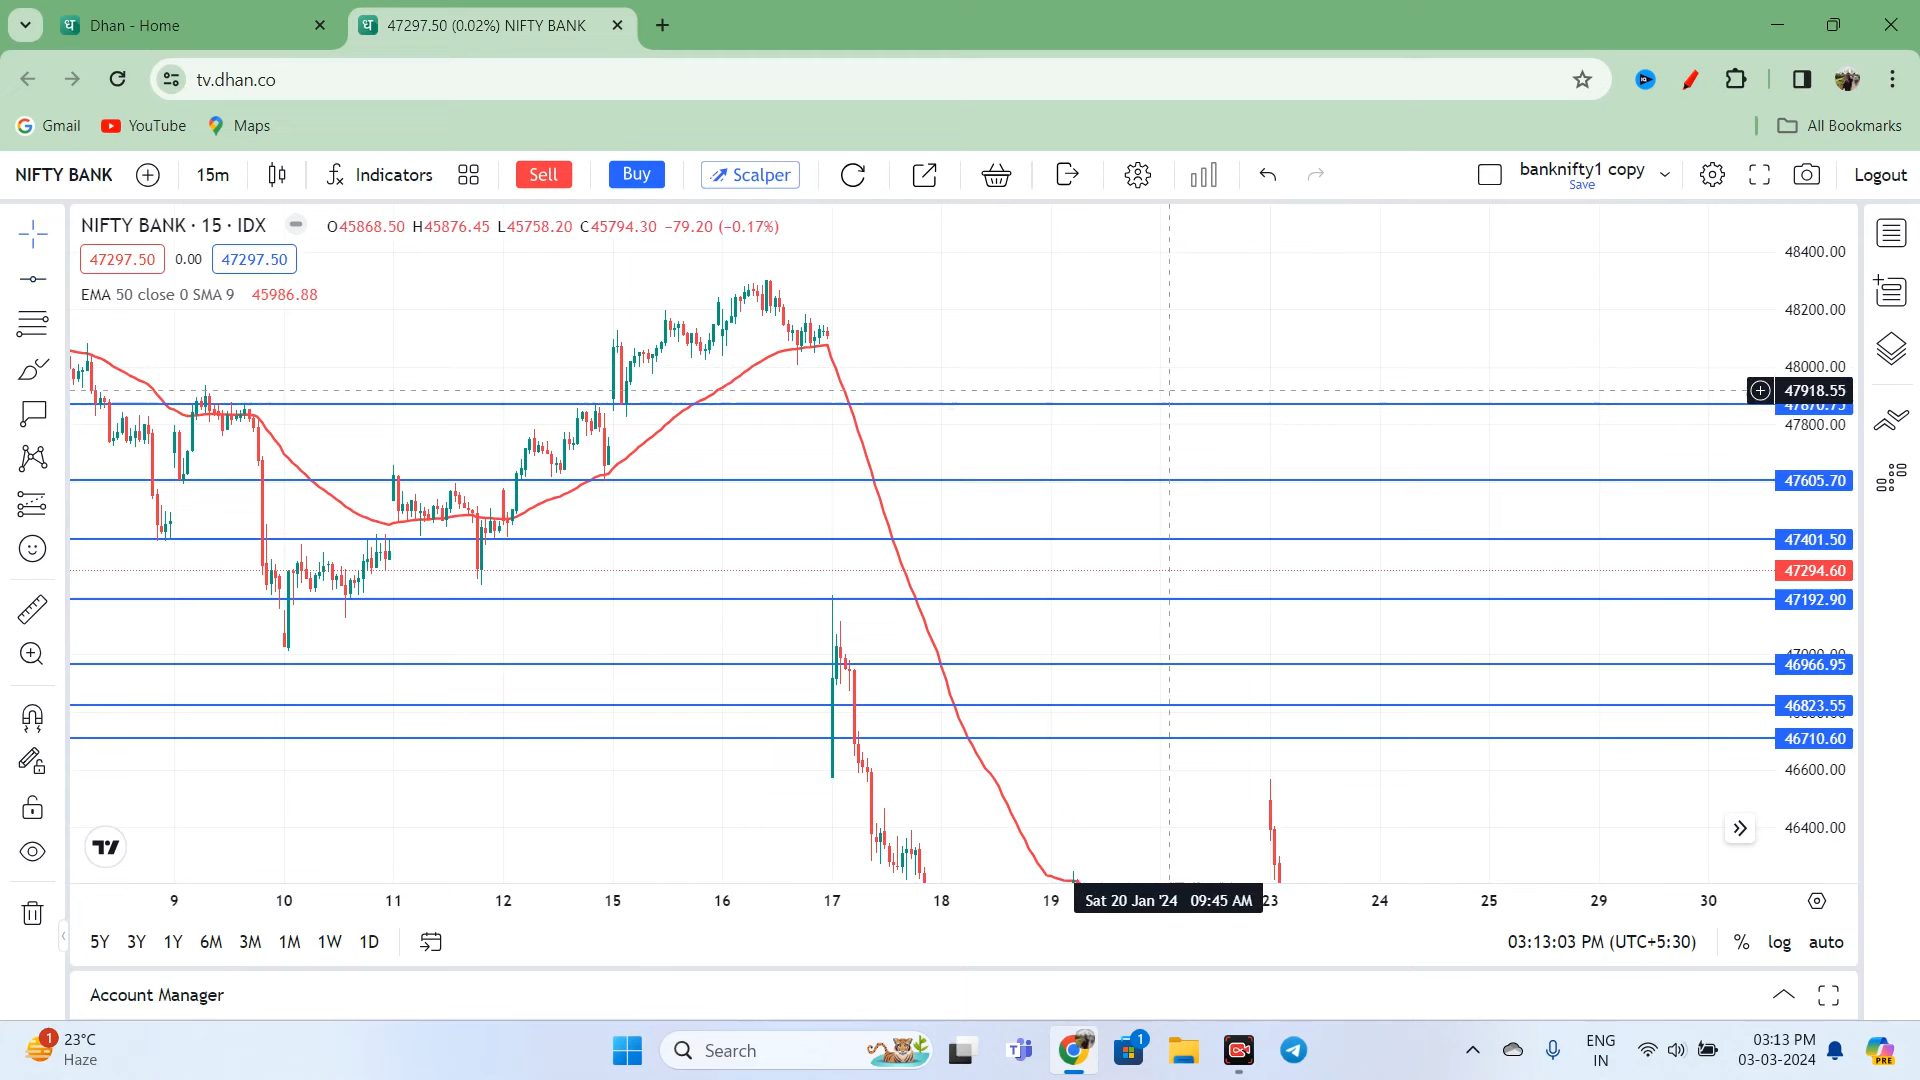 Dhan - Home
47297.50 (0.02%) NIFTY BANK
tv.dhan.co
Gmail
YouTube
Maps
All Bookmarks
NIFTY BANK
15m
Indicators
Sell
Buy
Scalper
banknifty1 copy
Save
Logout
NIFTY BANK · 15 · IDX
O45868.50 H45876.45 L45758.20 C45794.30 −79.20 (−0.17%)
47297.50 0.00 47297.50
EMA 50 close 0 SMA 9 45986.88
48400.00
48200.00
48000.00
47918.55
47870.75
47800.00
47605.70
47401.50
47294.60
47192.90
47000.00
46966.95
46823.55
46710.60
46600.00
46400.00
9 10 11 12 15 16 17 18 19 Sat 20 Jan '24 09:45 AM 23 24 25 29 30
5Y 3Y 1Y 6M 3M 1M 1W 1D
03:13:03 PM (UTC+5:30)
% log auto
Account Manager
1
23°C
Haze
Search
1
ENG
IN
03:13 PM
03-03-2024
PRE